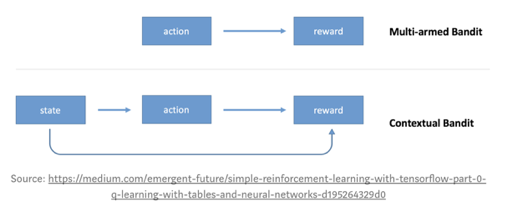 action reward Multi-armed Bandit
state action reward Contextual Bandit
Source: https://medium.com/emergent-future/simple-reinforcement-learning-with-tensorflow-part-0-
q-learning-with-tables-and-neural-networks-d195264329d0